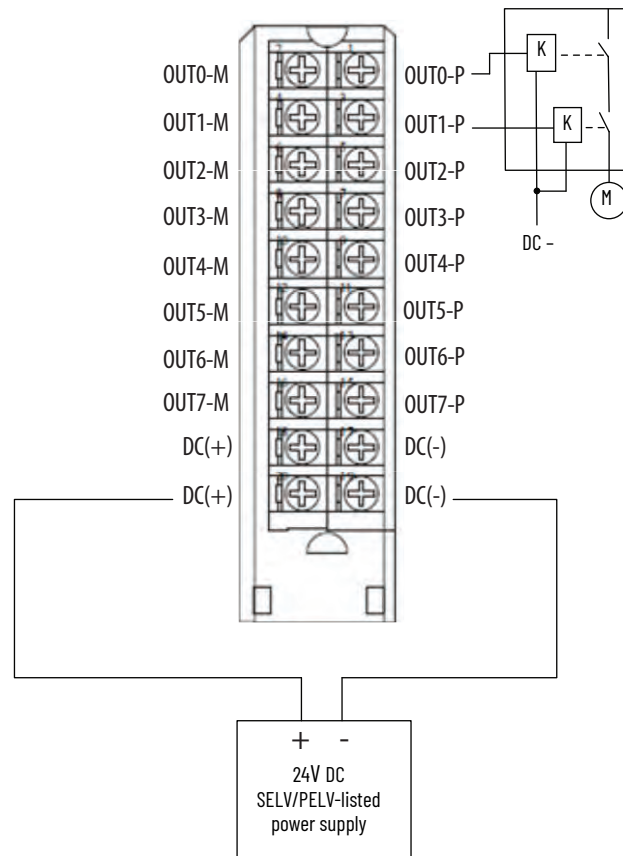 OUT0-M OUT0-P K
OUT1-M OUT1-P K
OUT2-M OUT2-P
OUT3-M OUT3-P M
OUT4-M OUT4-P DC -
OUT5-M OUT5-P
OUT6-M OUT6-P
OUT7-M OUT7-P
DC(+) DC(-)
DC(+) DC(-)
+ -
24V DC
SELV/PELV-listed
power supply